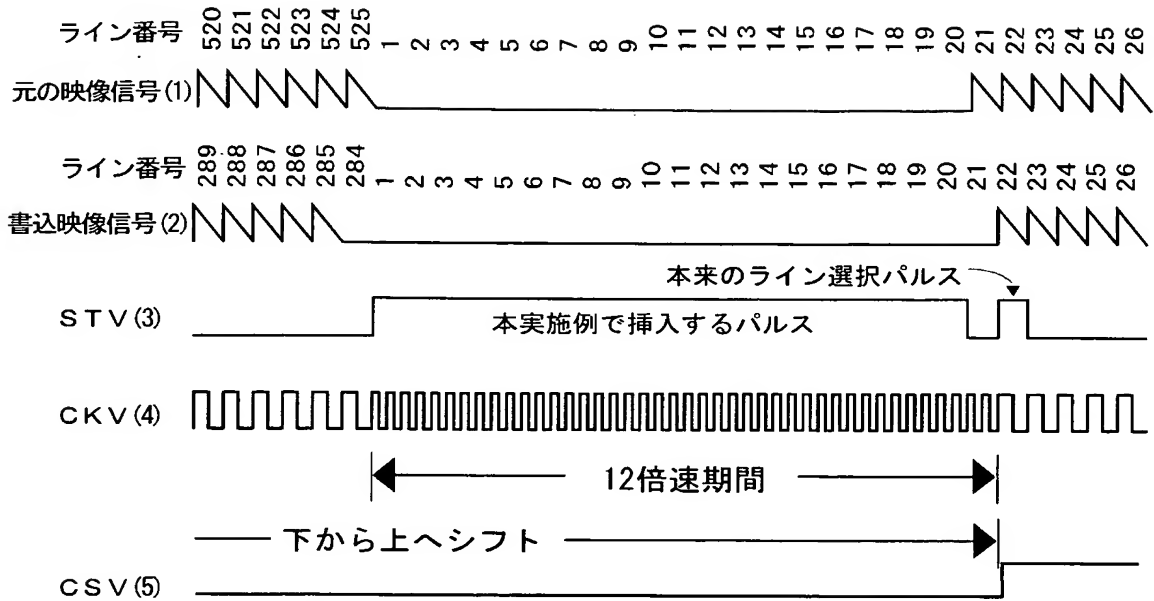 ライン番号 520 521 522 523 524 525 1 2 3 4 5 6 7 8 9 10 11 12 13 14 15 16 17 18 19 20 21 22 23 24 25 26
元の映像信号(1)
ライン番号 289 288 287 286 285 284 1 2 3 4 5 6 7 8 9 10 11 12 13 14 15 16 17 18 19 20 21 22 23 24 25 26
書込映像信号(2)
本来のライン選択パルス
STV(3) 本実施例で挿入するパルス
CKV(4)
12倍速期間
下から上へシフト
CSV(5)